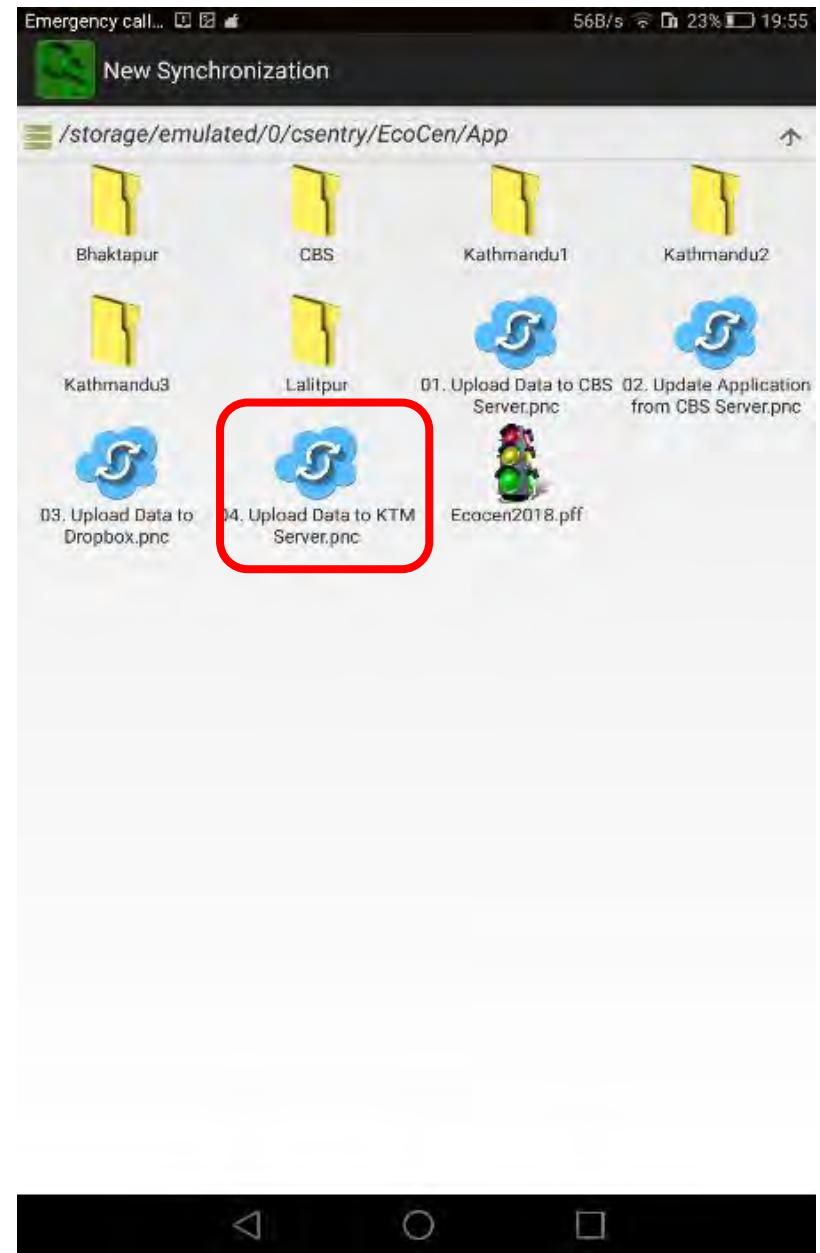 Emergency call... 56B/s 23% 19:55
New Synchronization
/storage/emulated/0/csentry/EcoCen/App
Bhaktapur CBS Kathmandu1 Kathmandu2
Kathmandu3 Lalitpur 01. Upload Data to CBS 02. Update Application
Server.pnc from CBS Server.pnc
03. Upload Data to 04. Upload Data to KTM Ecocen2018.pff
Dropbox.pnc Server.pnc